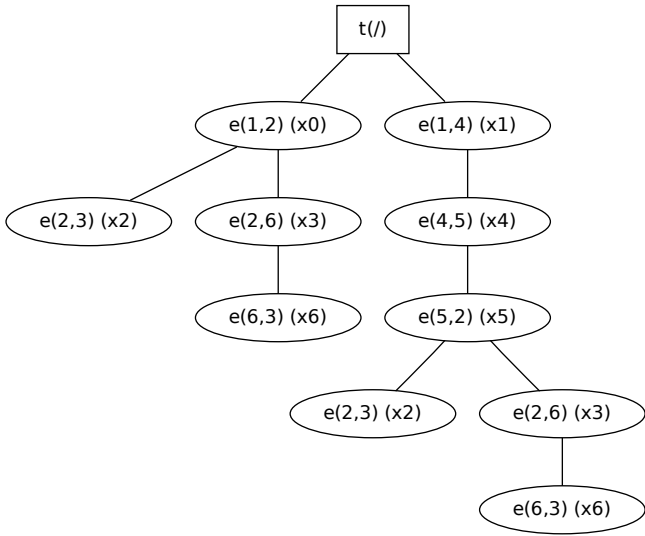 t(/)
e(1,2) (x0)
e(1,4) (x1)
e(2,3) (x2)
e(2,6) (x3)
e(4,5) (x4)
e(6,3) (x6)
e(5,2) (x5)
e(2,3) (x2)
e(2,6) (x3)
e(6,3) (x6)